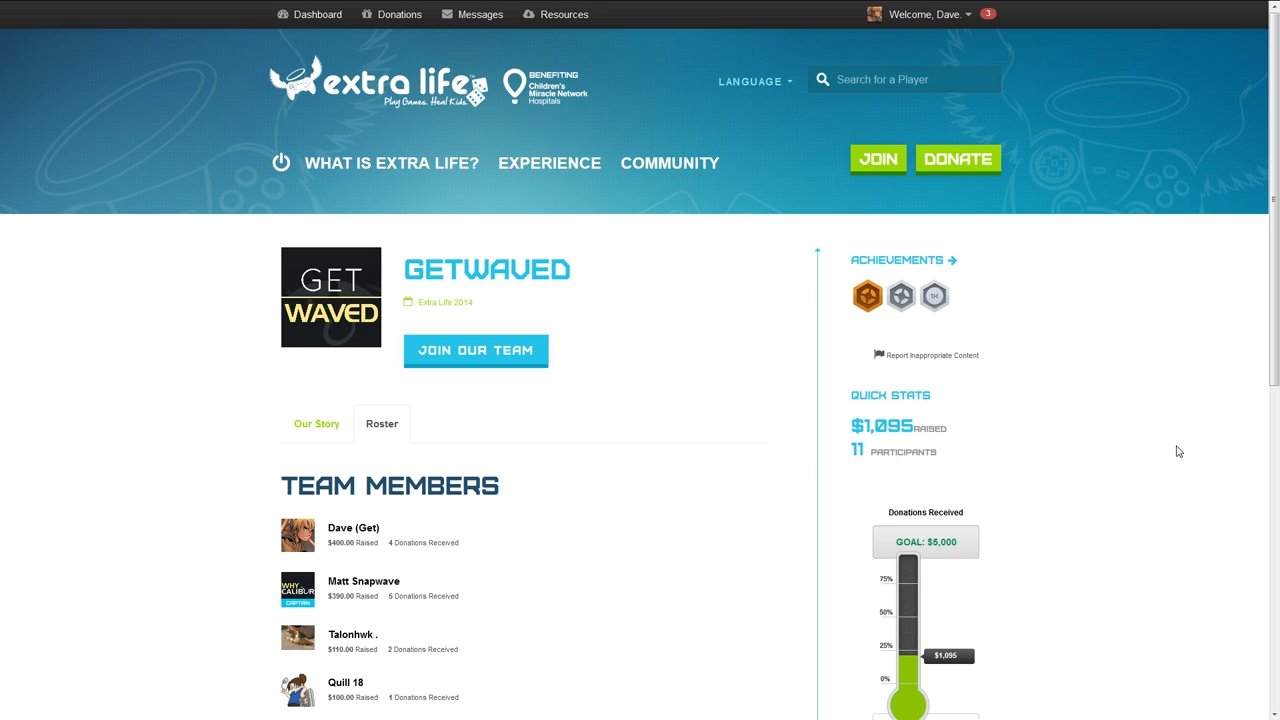 Dashboard Donations Messages Resources Welcome, Dave. 3
extra life
Play Games. Heal Kids.
BENEFITING
Children's
Miracle Network
Hospitals
LANGUAGE
Search for a Player
WHAT IS EXTRA LIFE? EXPERIENCE COMMUNITY
JOIN DONATE
GET
WAVED
GETWAVED
Extra Life 2014
JOIN OUR TEAM
Our Story Roster
TEAM MEMBERS
Dave (Get)
$400.00 Raised 4 Donations Received
WHY
CALIBUR
CAPTAIN
Matt Snapwave
$390.00 Raised 5 Donations Received
Talonhwk .
$110.00 Raised 2 Donations Received
Quill 18
$100.00 Raised 1 Donations Received
ACHIEVEMENTS
1K
Report Inappropriate Content
QUICK STATS
$1,095 RAISED
11 PARTICIPANTS
Donations Received
GOAL: $5,000
75%
50%
25%
$1,095
0%